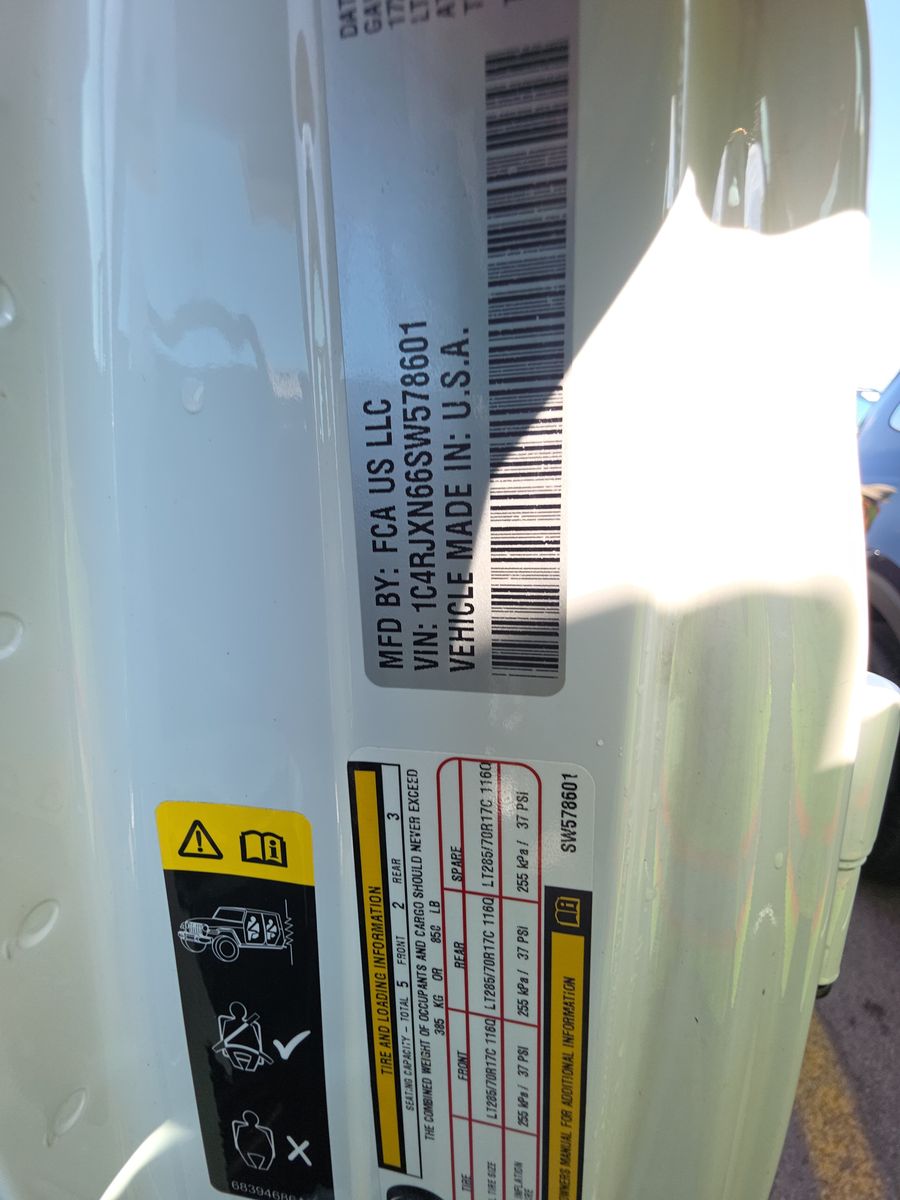 MFD BY: FCA US LLC
VIN: 1C4RJXN66SW578601
VEHICLE MADE IN: U.S.A.
TIRE AND LOADING INFORMATION
SEATING CAPACITY - TOTAL 5 FRONT 2 REAR 3
THE COMBINED WEIGHT OF OCCUPANTS AND CARGO SHOULD NEVER EXCEED
385 KG OR 850 LB
TIRE FRONT REAR SPARE
TIRE SIZE LT285/70R17C 116Q LT285/70R17C 116Q LT285/70R17C 116Q
255 kPa / 37 PSI 255 kPa / 37 PSI 255 kPa / 37 PSI
OWNERS MANUAL FOR ADDITIONAL INFORMATION
SW578601